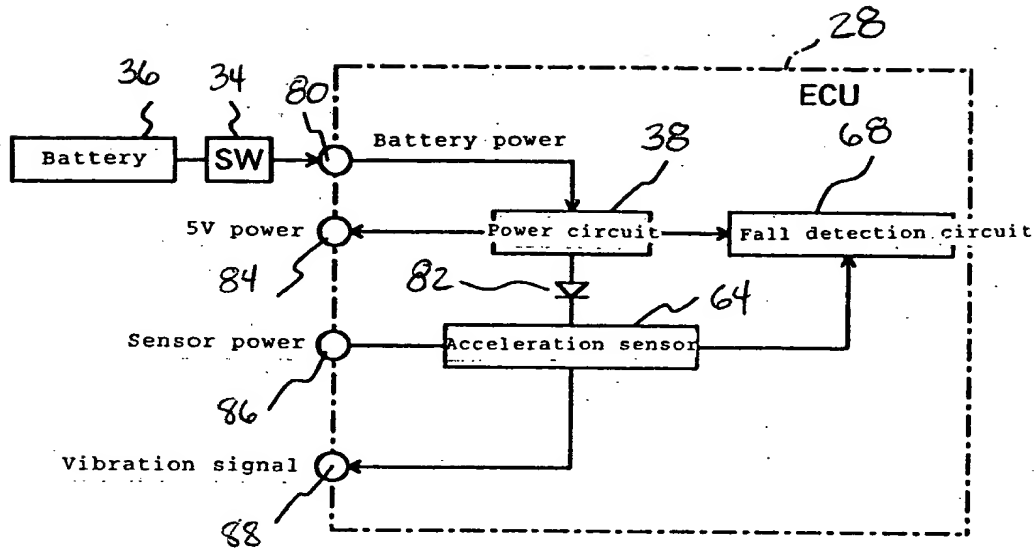 28
36
34
80
ECU
68
Battery
SW
Battery power
38
5V power
Power circuit
Fall detection circuit
84
82
64
Sensor power
Acceleration sensor
86
Vibration signal
88